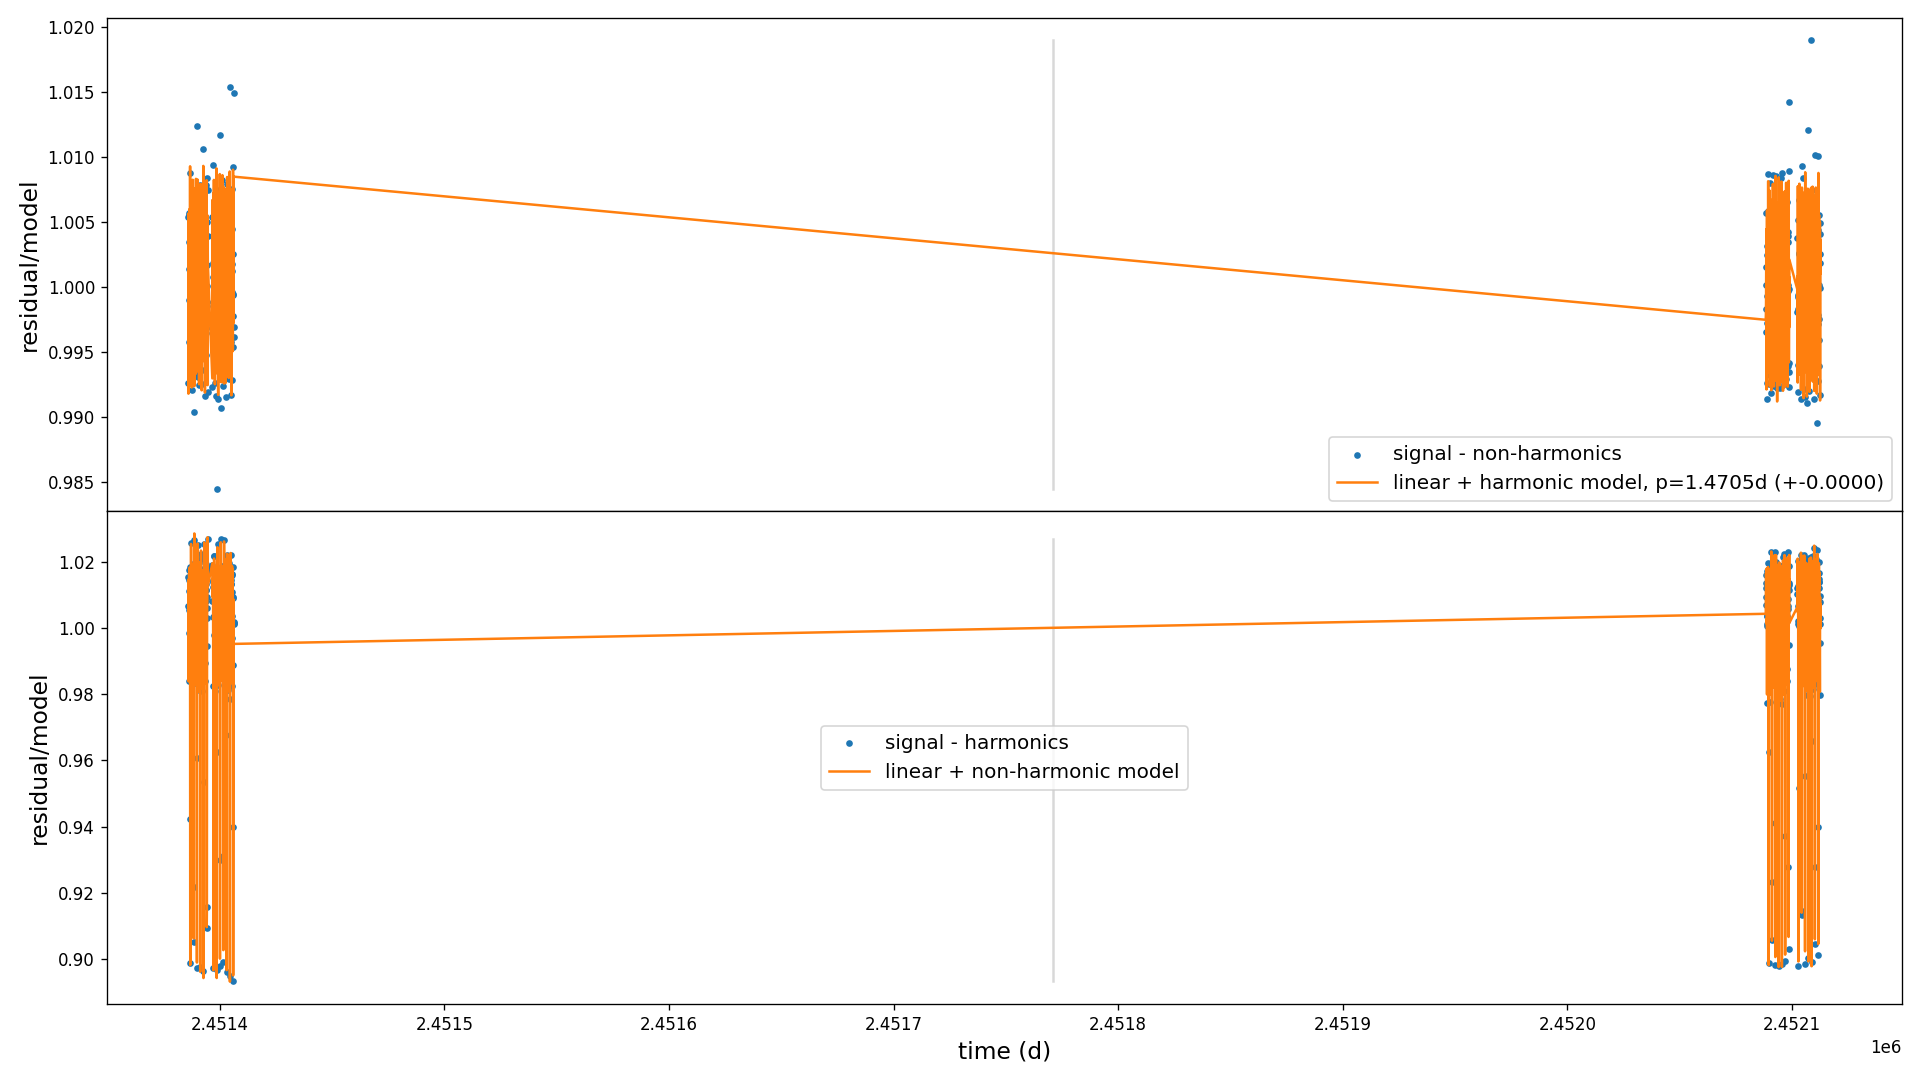 1.020
1.015
1.010
1.005
1.000
0.995
0.990
0.985
residual/model
signal - non-harmonics
linear + harmonic model, p=1.4705d (+-0.0000)
1.02
1.00
0.98
0.96
0.94
0.92
0.90
residual/model
signal - harmonics
linear + non-harmonic model
2.4514 2.4515 2.4516 2.4517 2.4518 2.4519 2.4520 2.4521
1e6
time (d)